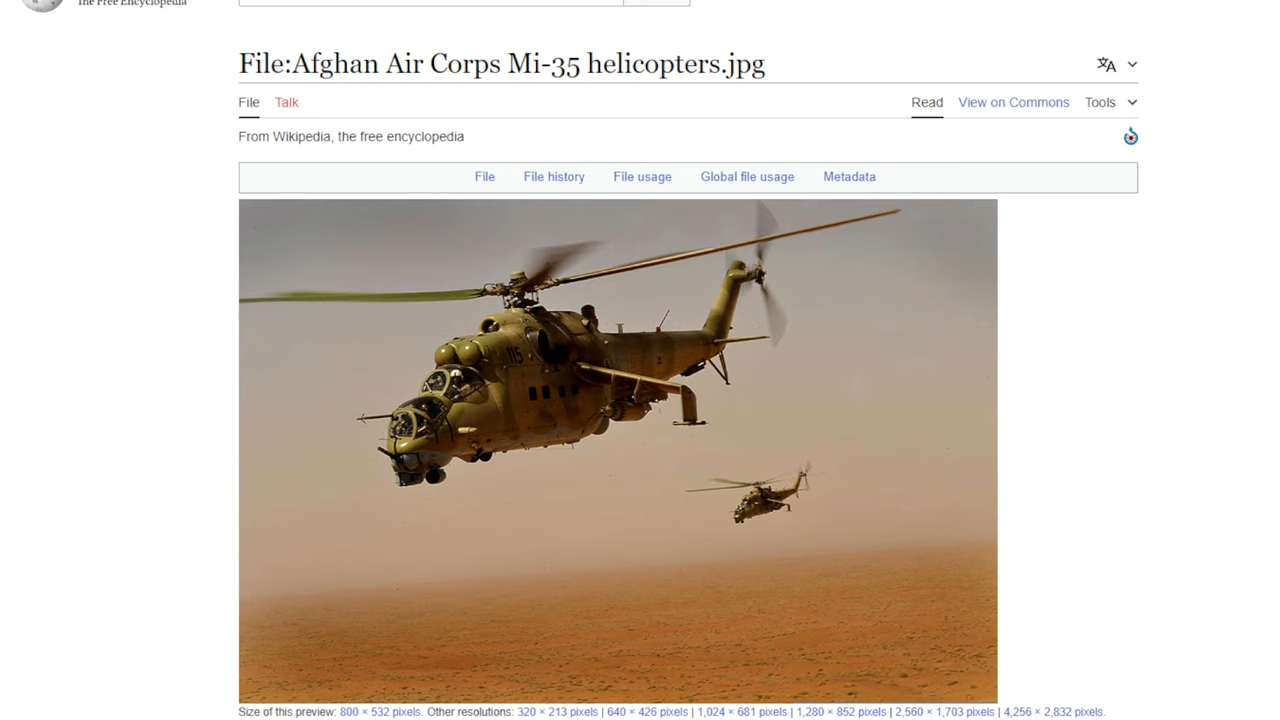 The Free Encyclopedia
File:Afghan Air Corps Mi-35 helicopters.jpg
File Talk Read View on Commons Tools
From Wikipedia, the free encyclopedia
File File history File usage Global file usage Metadata
115
Size of this preview: 800 × 532 pixels. Other resolutions: 320 × 213 pixels | 640 × 426 pixels | 1,024 × 681 pixels | 1,280 × 852 pixels | 2,560 × 1,703 pixels | 4,256 × 2,832 pixels.